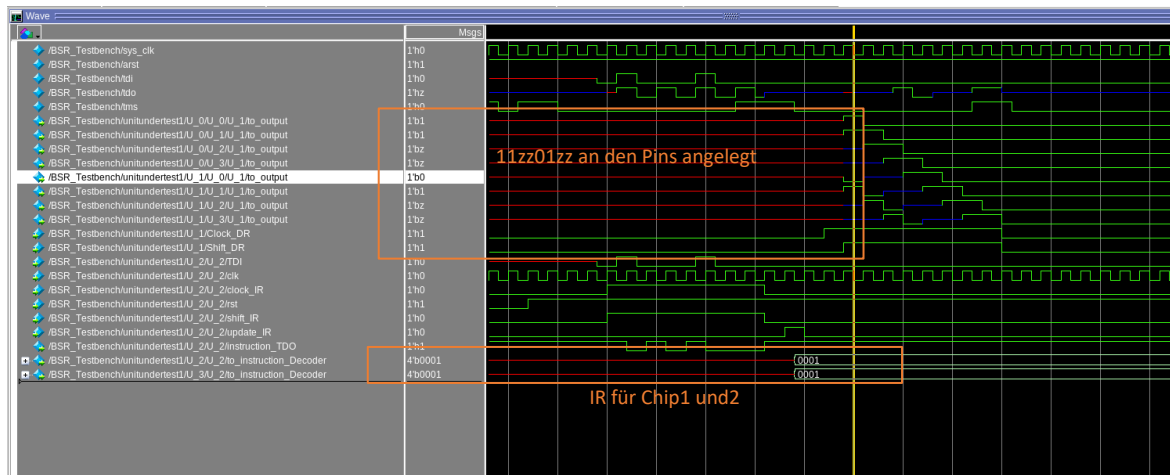 Wave
Msgs
/BSR_Testbench/sys_clk 1'h0
/BSR_Testbench/arst 1'h1
/BSR_Testbench/tdi 1'h0
/BSR_Testbench/tdo 1'hz
/BSR_Testbench/tms 1'h0
/BSR_Testbench/unitundertest1/U_0/U_0/U_1/to_output 1'b1
/BSR_Testbench/unitundertest1/U_0/U_1/U_1/to_output 1'b1
/BSR_Testbench/unitundertest1/U_0/U_2/U_1/to_output 1'bz
/BSR_Testbench/unitundertest1/U_0/U_3/U_1/to_output 1'bz
11zz01zz an den Pins angelegt
/BSR_Testbench/unitundertest1/U_1/U_0/U_1/to_output 1'b0
/BSR_Testbench/unitundertest1/U_1/U_1/U_1/to_output 1'b1
/BSR_Testbench/unitundertest1/U_1/U_2/U_1/to_output 1'bz
/BSR_Testbench/unitundertest1/U_1/U_3/U_1/to_output 1'bz
/BSR_Testbench/unitundertest1/U_1/Clock_DR 1'h1
/BSR_Testbench/unitundertest1/U_1/Shift_DR 1'h1
/BSR_Testbench/unitundertest1/U_2/U_2/TDI 1'h0
/BSR_Testbench/unitundertest1/U_2/U_2/clk 1'h0
/BSR_Testbench/unitundertest1/U_2/U_2/clock_IR 1'h0
/BSR_Testbench/unitundertest1/U_2/U_2/rst 1'h1
/BSR_Testbench/unitundertest1/U_2/U_2/shift_IR 1'h0
/BSR_Testbench/unitundertest1/U_2/U_2/update_IR 1'h0
/BSR_Testbench/unitundertest1/U_2/U_2/instruction_TDO 1'h1
/BSR_Testbench/unitundertest1/U_2/U_2/to_instruction_Decoder 4'b0001 0001
/BSR_Testbench/unitundertest1/U_3/U_2/to_instruction_Decoder 4'b0001 0001
IR für Chip1 und2